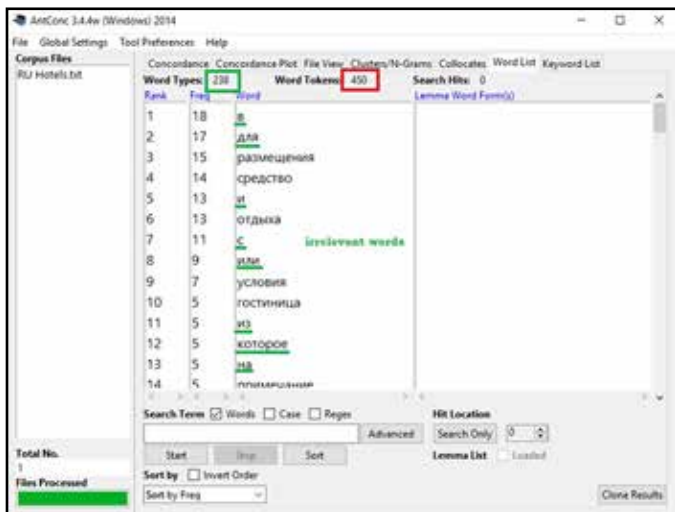 AntConc 3.4.4w (Windows) 2014
File Global Settings Tool Preferences Help
Corpus Files
RU Hotels.txt
Concordance Concordance Plot File View Clusters/N-Grams Collocates Word List Keyword List
Word Types: 238 Word Tokens: 450 Search Hits: 0
Rank Freq Word Lemma Word Form(s)
1 18 в
2 17 для
3 15 размещения
4 14 средство
5 13 и
6 13 отдыха
7 11 с irrelevant words
8 9 или
9 7 условия
10 5 гостиница
11 5 из
12 5 которое
13 5 на
14 5 примечание
Search Term Words Case Regex Hit Location
Advanced Search Only 0
Start Stop Sort Lemma List Loaded
Total No.
1
Files Processed
Sort by Invert Order
Sort by Freq
Clone Results